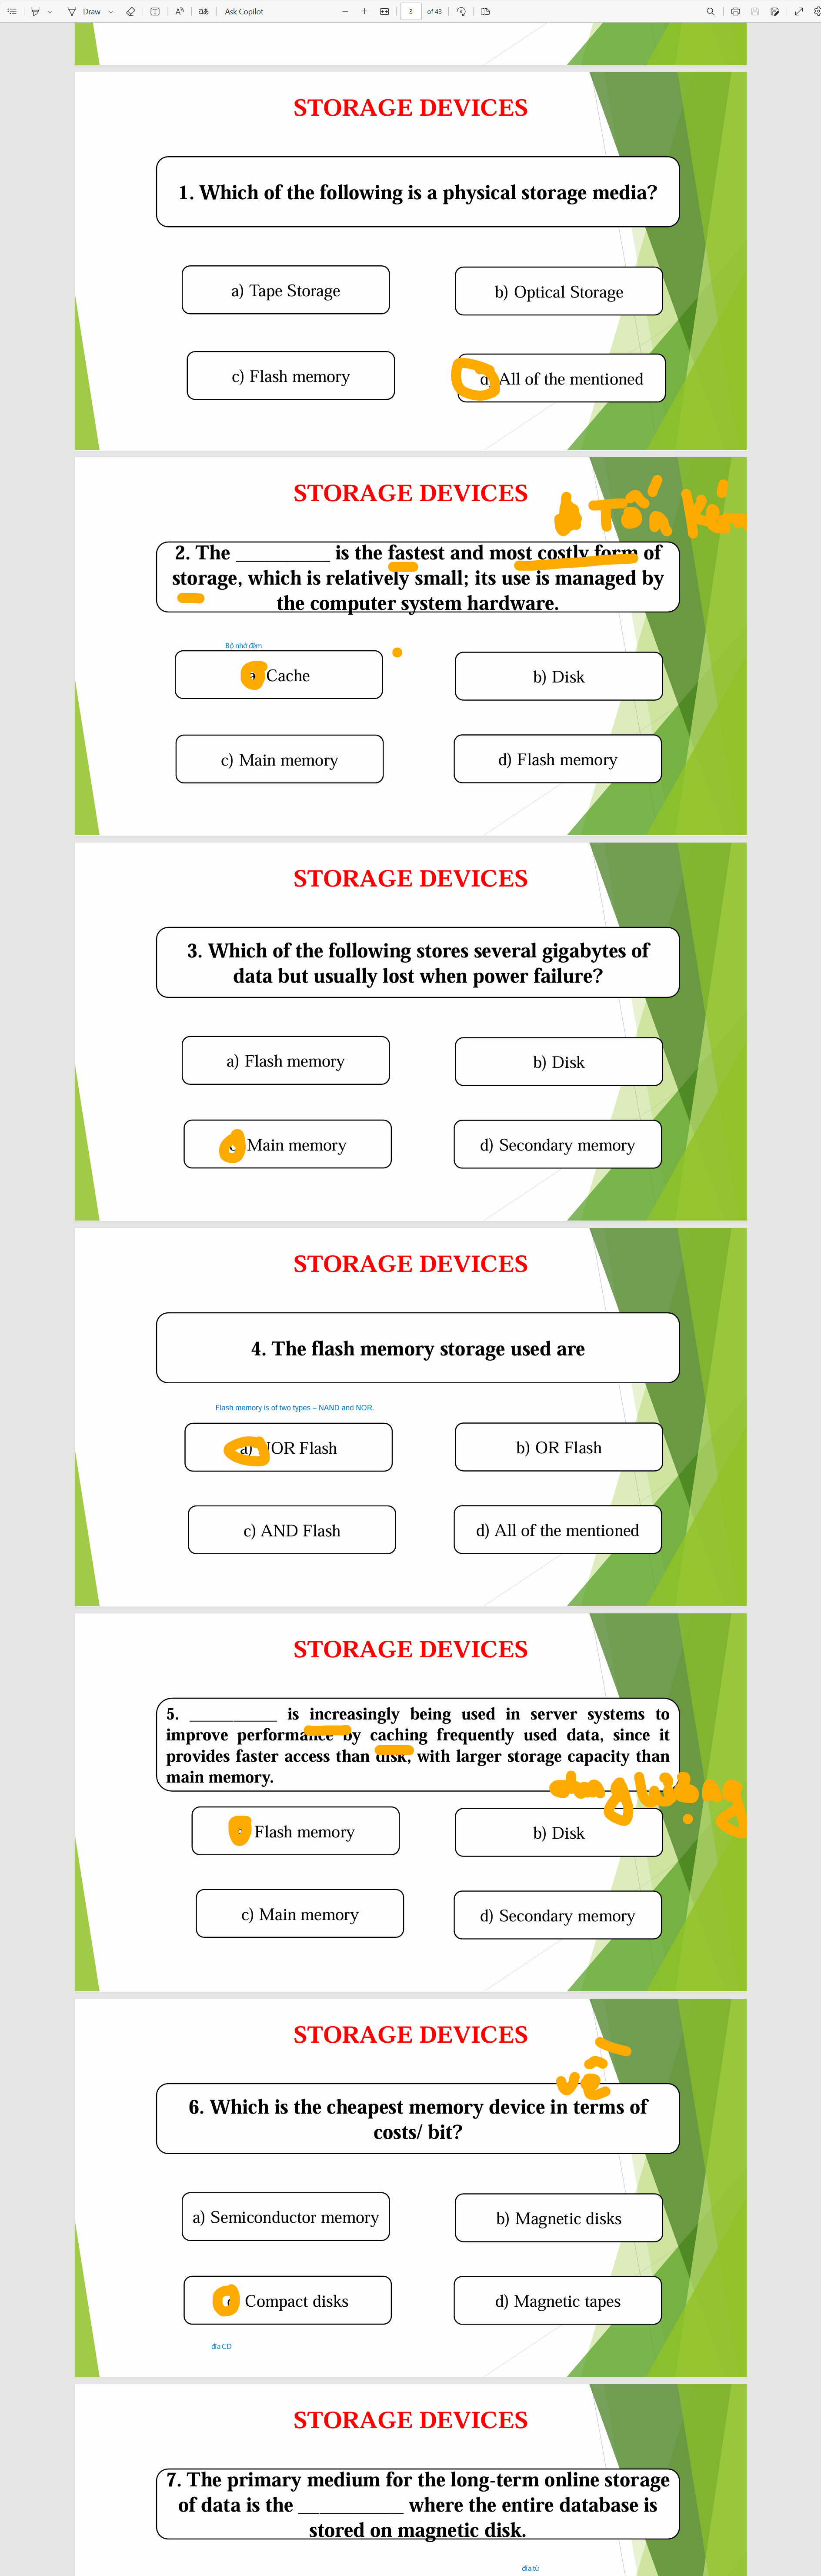 Draw
Ask Copilot
3 of 43
STORAGE DEVICES
1. Which of the following is a physical storage media?
a) Tape Storage
b) Optical Storage
c) Flash memory
d) All of the mentioned
STORAGE DEVICES
Tốn
2. The __________ is the fastest and most costly form of
storage, which is relatively small; its use is managed by
the computer system hardware.
Bộ nhớ đệm
a) Cache
b) Disk
c) Main memory
d) Flash memory
STORAGE DEVICES
3. Which of the following stores several gigabytes of
data but usually lost when power failure?
a) Flash memory
b) Disk
Main memory
d) Secondary memory
STORAGE DEVICES
4. The flash memory storage used are
Flash memory is of two types – NAND and NOR.
a) NOR Flash
b) OR Flash
c) AND Flash
d) All of the mentioned
STORAGE DEVICES
5. __________ is increasingly being used in server systems to
improve performance by caching frequently used data, since it
provides faster access than disk, with larger storage capacity than
main memory.
Flash memory
b) Disk
c) Main memory
d) Secondary memory
STORAGE DEVICES
về
6. Which is the cheapest memory device in terms of
costs/ bit?
a) Semiconductor memory
b) Magnetic disks
Compact disks
d) Magnetic tapes
đĩa CD
STORAGE DEVICES
7. The primary medium for the long-term online storage
of data is the __________ where the entire database is
stored on magnetic disk.
đĩa từ